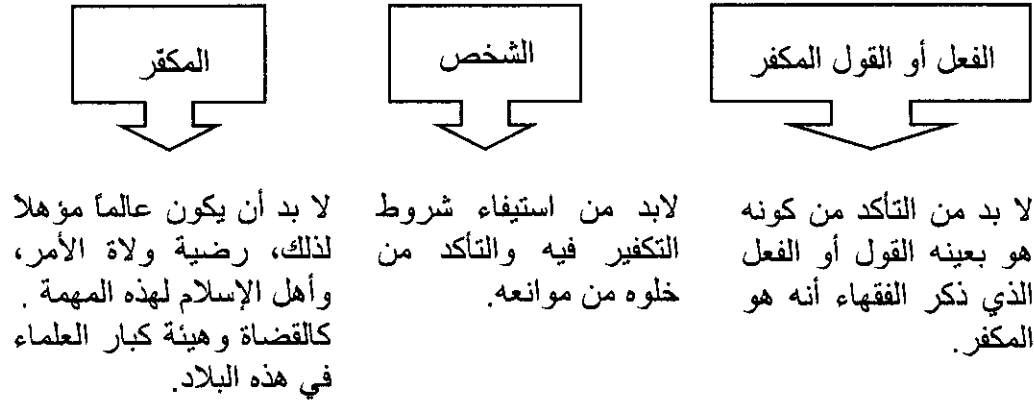 الفعل أو القول المكفر
لا بد من التأكد من كونه
هو بعينه القول أو الفعل
الذي ذكر الفقهاء أنه هو
المكفر.
الشخص
لابد من استيفاء شروط
التكفير فيه والتأكد من
خلوه من موانعه.
المكفّر
لا بد أن يكون عالماً مؤهلاً
لذلك، رضية ولاة الأمر،
وأهل الإسلام لهذه المهمة .
كالقضاة وهيئة كبار العلماء
في هذه البلاد.